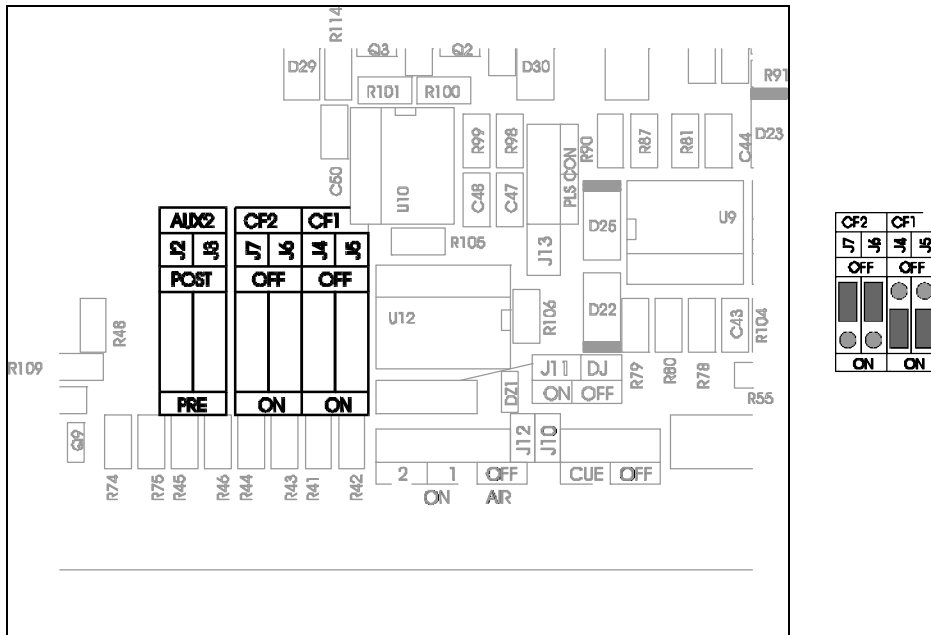 R114
Q3 Q2
D29 D30
R91
R101 R100
R99 R98 R90 R87 R81 C44 D23
PLS CON
C50 U10 C48 C47
AUX2 CF2 CF1
U9
D25
CF2 CF1
J2 J3 J7 J6 J4 J5
R105 J13
J7 J6 J4 J5
POST OFF OFF
OFF OFF
U12 R106 D22 C43 R104
R48
R109
J11 DJ
ON ON
R79 R80 R78
DZ1 ON OFF
R55
PRE ON ON
Q9 J12 J10
R74 R75 R45 R46 R44 R43 R41 R42
2 1 OFF CUE OFF
ON AIR